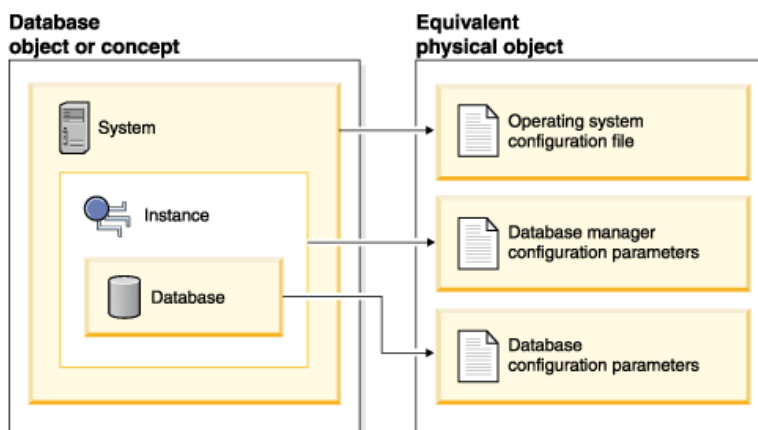 Database
object or concept
Equivalent
physical object
System
Instance
Database
Operating system
configuration file
Database manager
configuration parameters
Database
configuration parameters